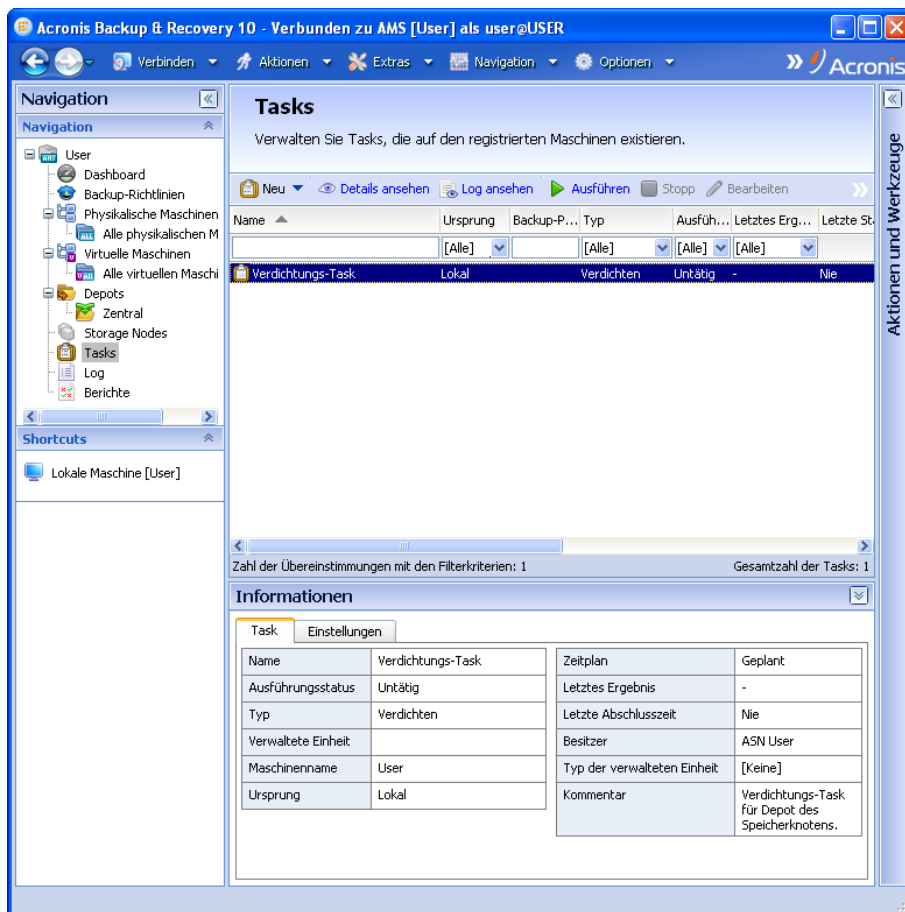 Acronis Backup & Recovery 10 - Verbunden zu AMS [User] als user@USER
Verbinden Aktionen Extras Navigation Optionen » Acronis
Navigation
Navigation
User
Dashboard
Backup-Richtlinien
Physikalische Maschinen
Alle physikalischen M
Virtuelle Maschinen
Alle virtuellen Maschi
Depots
Zentral
Storage Nodes
Tasks
Log
Berichte
Shortcuts
Lokale Maschine [User]
Tasks
Verwalten Sie Tasks, die auf den registrierten Maschinen existieren.
Neu Details ansehen Log ansehen Ausführen Stopp Bearbeiten »
Name Ursprung Backup-P... Typ Ausfüh... Letztes Erg... Letzte St
[Alle] [Alle] [Alle] [Alle]
Verdichtungs-Task Lokal Verdichten Untätig - Nie
Zahl der Übereinstimmungen mit den Filterkriterien: 1 Gesamtzahl der Tasks: 1
Informationen
Task Einstellungen
Name Verdichtungs-Task
Ausführungsstatus Untätig
Typ Verdichten
Verwaltete Einheit
Maschinenname User
Ursprung Lokal
Zeitplan Geplant
Letztes Ergebnis -
Letzte Abschlusszeit Nie
Besitzer ASN User
Typ der verwalteten Einheit [Keine]
Kommentar Verdichtungs-Task
für Depot des
Speicherknotens.
Aktionen und Werkzeuge